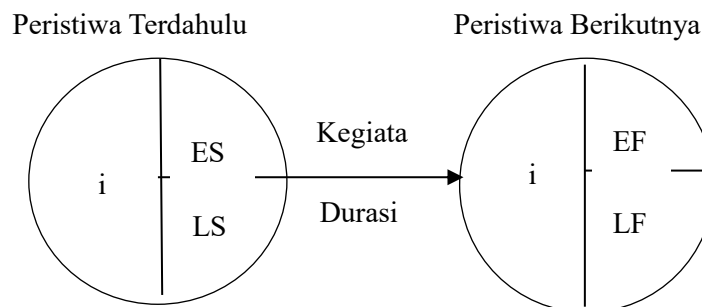 Peristiwa Terdahulu
Peristiwa Berikutnya
i
ES
LS
Kegiata
Durasi
i
EF
LF